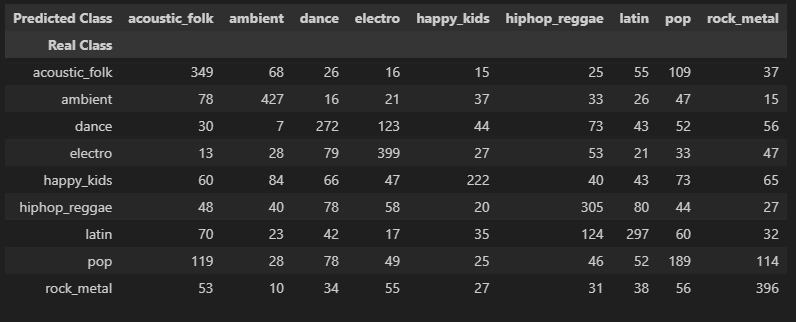 Predicted Class acoustic_folk ambient dance electro happy_kids hiphop_reggae latin pop rock_metal
Real Class
acoustic_folk 349 68 26 16 15 25 55 109 37
ambient 78 427 16 21 37 33 26 47 15
dance 30 7 272 123 44 73 43 52 56
electro 13 28 79 399 27 53 21 33 47
happy_kids 60 84 66 47 222 40 43 73 65
hiphop_reggae 48 40 78 58 20 305 80 44 27
latin 70 23 42 17 35 124 297 60 32
pop 119 28 78 49 25 46 52 189 114
rock_metal 53 10 34 55 27 31 38 56 396